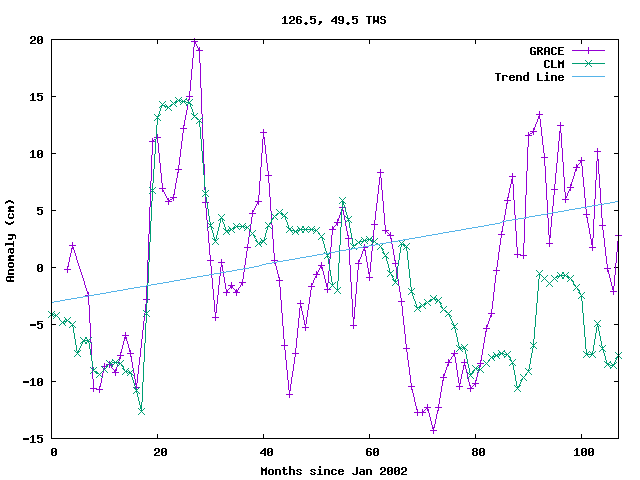 126.5, 49.5 TWS
GRACE
CLM
Trend Line
Anomaly (cm)
20
15
10
5
0
-5
-10
-15
0 20 40 60 80 100
Months since Jan 2002